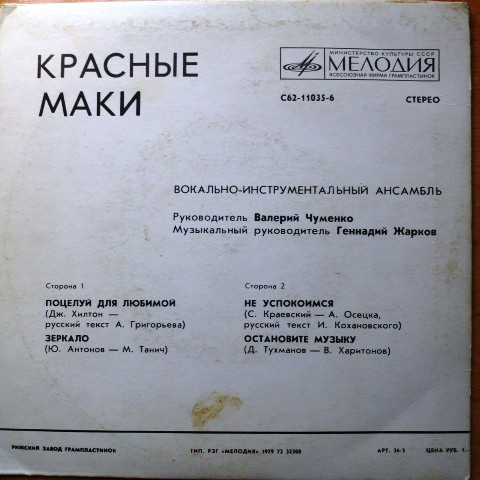 КРАСНЫЕ
МАКИ
МИНИСТЕРСТВО КУЛЬТУРЫ СССР
МЕЛОДИЯ
ВСЕСОЮЗНАЯ ФИРМА ГРАМПЛАСТИНОК
С62-11035-6 СТЕРЕО
ВОКАЛЬНО-ИНСТРУМЕНТАЛЬНЫЙ АНСАМБЛЬ
Руководитель Валерий Чуменко
Музыкальный руководитель Геннадий Жарков
Сторона 1
ПОЦЕЛУЙ ДЛЯ ЛЮБИМОЙ
(Дж. Хилтон —
русский текст А. Григорьева)
ЗЕРКАЛО
(Ю. Антонов — М. Танич)
Сторона 2
НЕ УСПОКОИМСЯ
(С. Краевский — А. Осецка,
русский текст И. Кохановского)
ОСТАНОВИТЕ МУЗЫКУ
(Д. Тухманов — В. Харитонов)
РИЖСКИЙ ЗАВОД ГРАМПЛАСТИНОК ТИП. РЗГ «МЕЛОДИЯ» 1979 ЦЕНА РУБ. 1.